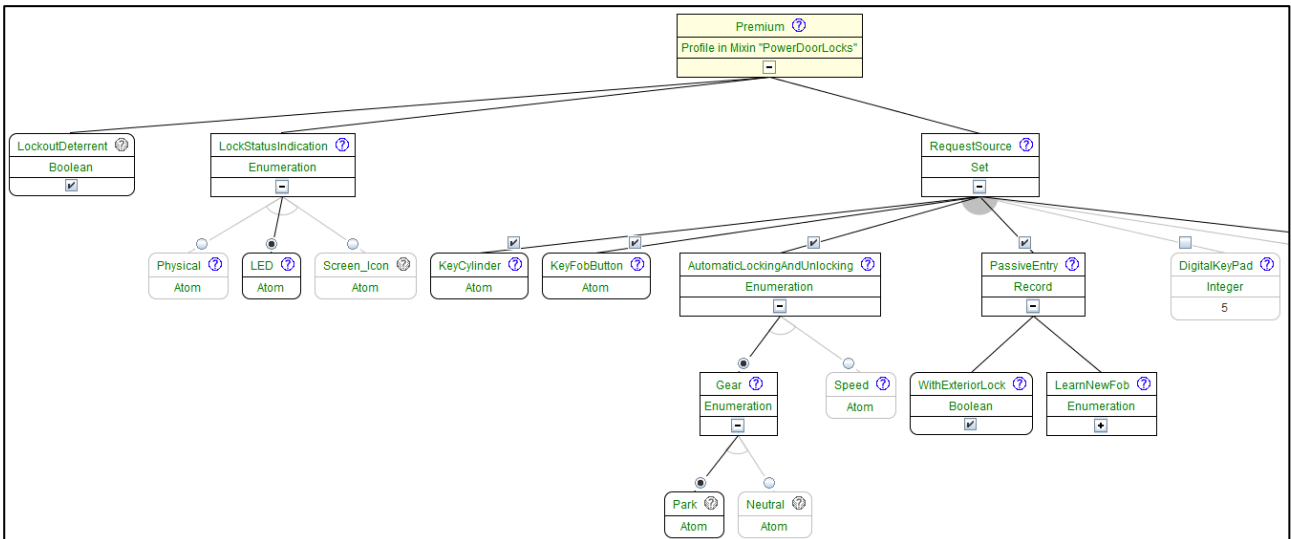 Premium
Profile in Mixin "PowerDoorLocks"
LockoutDeterrent
Boolean
LockStatusIndication
Enumeration
RequestSource
Set
Physical
Atom
LED
Atom
Screen_Icon
Atom
KeyCylinder
Atom
KeyFobButton
Atom
AutomaticLockingAndUnlocking
Enumeration
PassiveEntry
Record
DigitalKeyPad
Integer
5
Gear
Enumeration
Speed
Atom
WithExteriorLock
Boolean
LearnNewFob
Enumeration
Park
Atom
Neutral
Atom